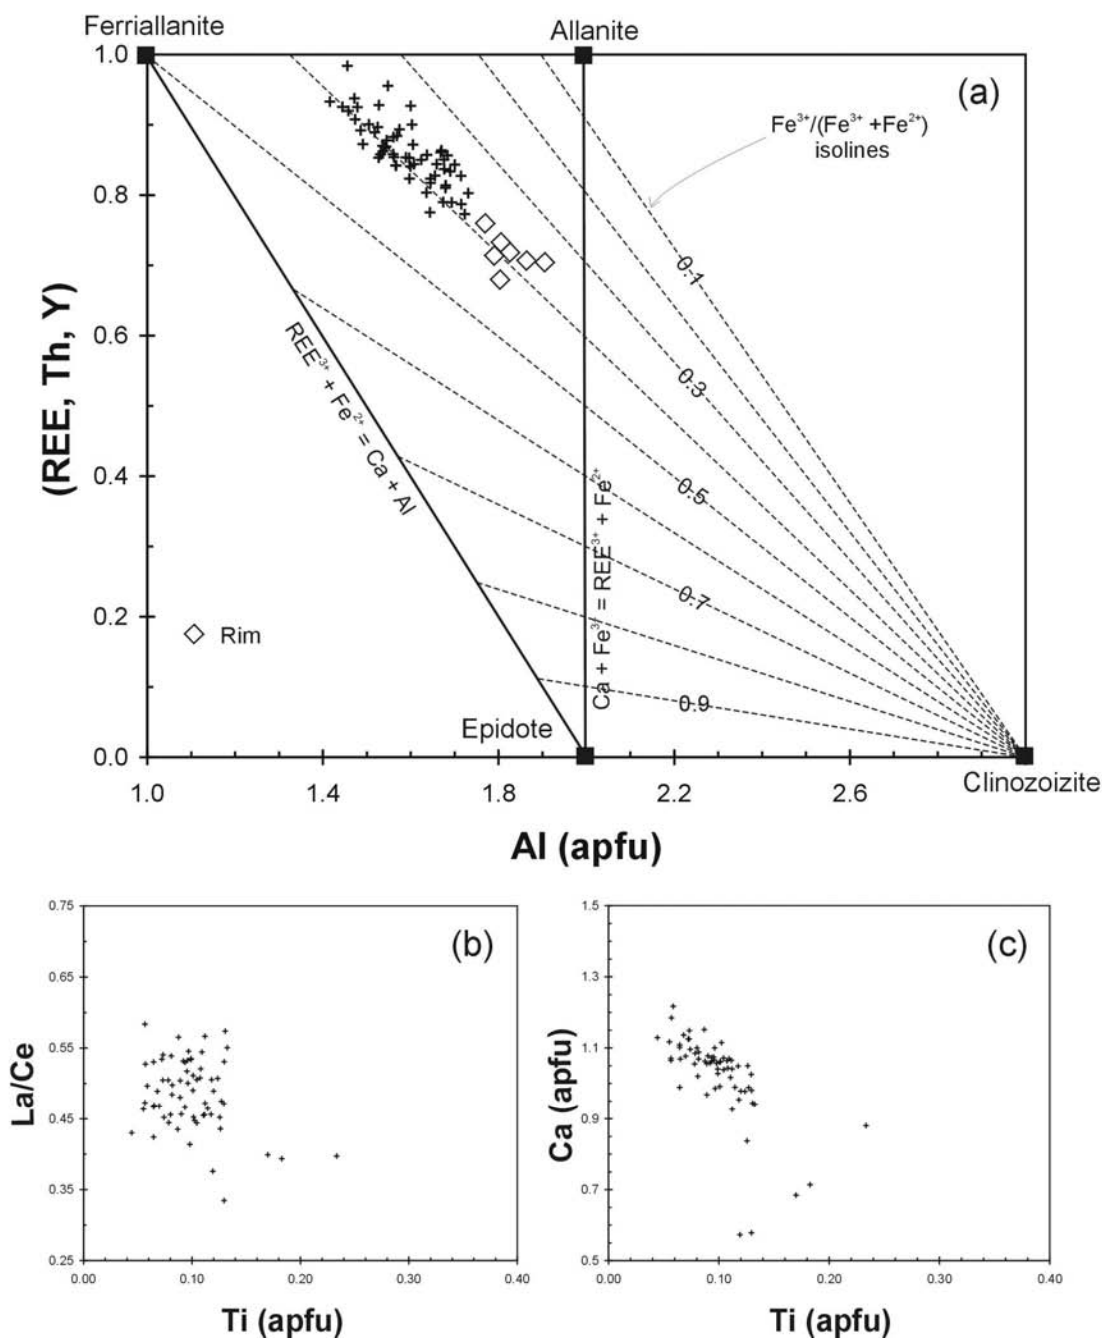 Ferriallanite
Allanite
(a)
Fe³⁺/(Fe³⁺ +Fe²⁺)
isolines
1.0
0.8
0.6
0.4
0.2
0.0
(REE, Th, Y)
0.1
0.3
0.5
0.7
0.9
REE³⁺ + Fe²⁺ = Ca + Al
Ca + Fe³⁺ = REE³⁺ + Fe²⁺
Rim
Epidote
Clinozoizite
1.0 1.4 1.8 2.2 2.6
Al (apfu)
(b)
0.75
0.65
0.55
0.45
0.35
0.25
La/Ce
0.00 0.10 0.20 0.30 0.40
Ti (apfu)
(c)
1.5
1.3
1.1
0.9
0.7
0.5
Ca (apfu)
0.00 0.10 0.20 0.30 0.40
Ti (apfu)